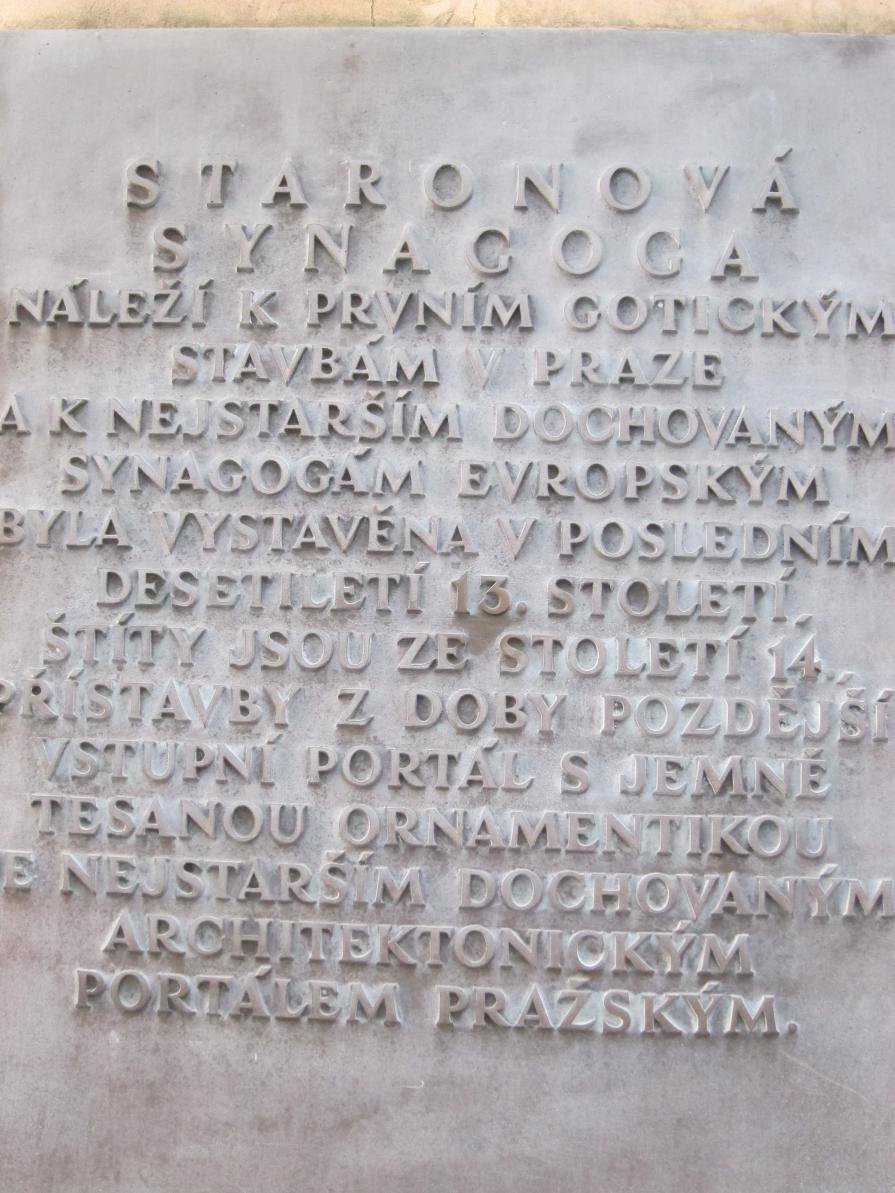 STARONOVÁ
SYNAGOGA
NÁLEŽÍ K PRVNÍM GOTICKÝM
STAVBÁM V PRAZE
A K NEJSTARŠÍM DOCHOVANÝM
SYNAGOGÁM EVROPSKÝM
BYLA VYSTAVĚNA V POSLEDNÍM
DESETILETÍ 13. STOLETÍ
ŠTÍTY JSOU ZE STOLETÍ 14.
PŘÍSTAVBY Z DOBY POZDĚJŠÍ
VSTUPNÍ PORTÁL S JEMNĚ
TESANOU ORNAMENTIKOU
JE NEJSTARŠÍM DOCHOVANÝM
ARCHITEKTONICKÝM
PORTÁLEM PRAŽSKÝM.